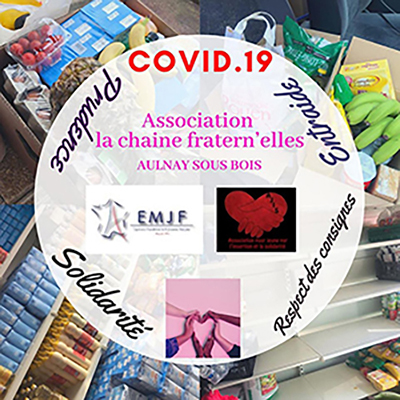 COVID.19
Prudence
Entraide
Association
la chaine fratern'elles
AULNAY SOUS BOIS
EMJF
Solidarité
Respect des consignes